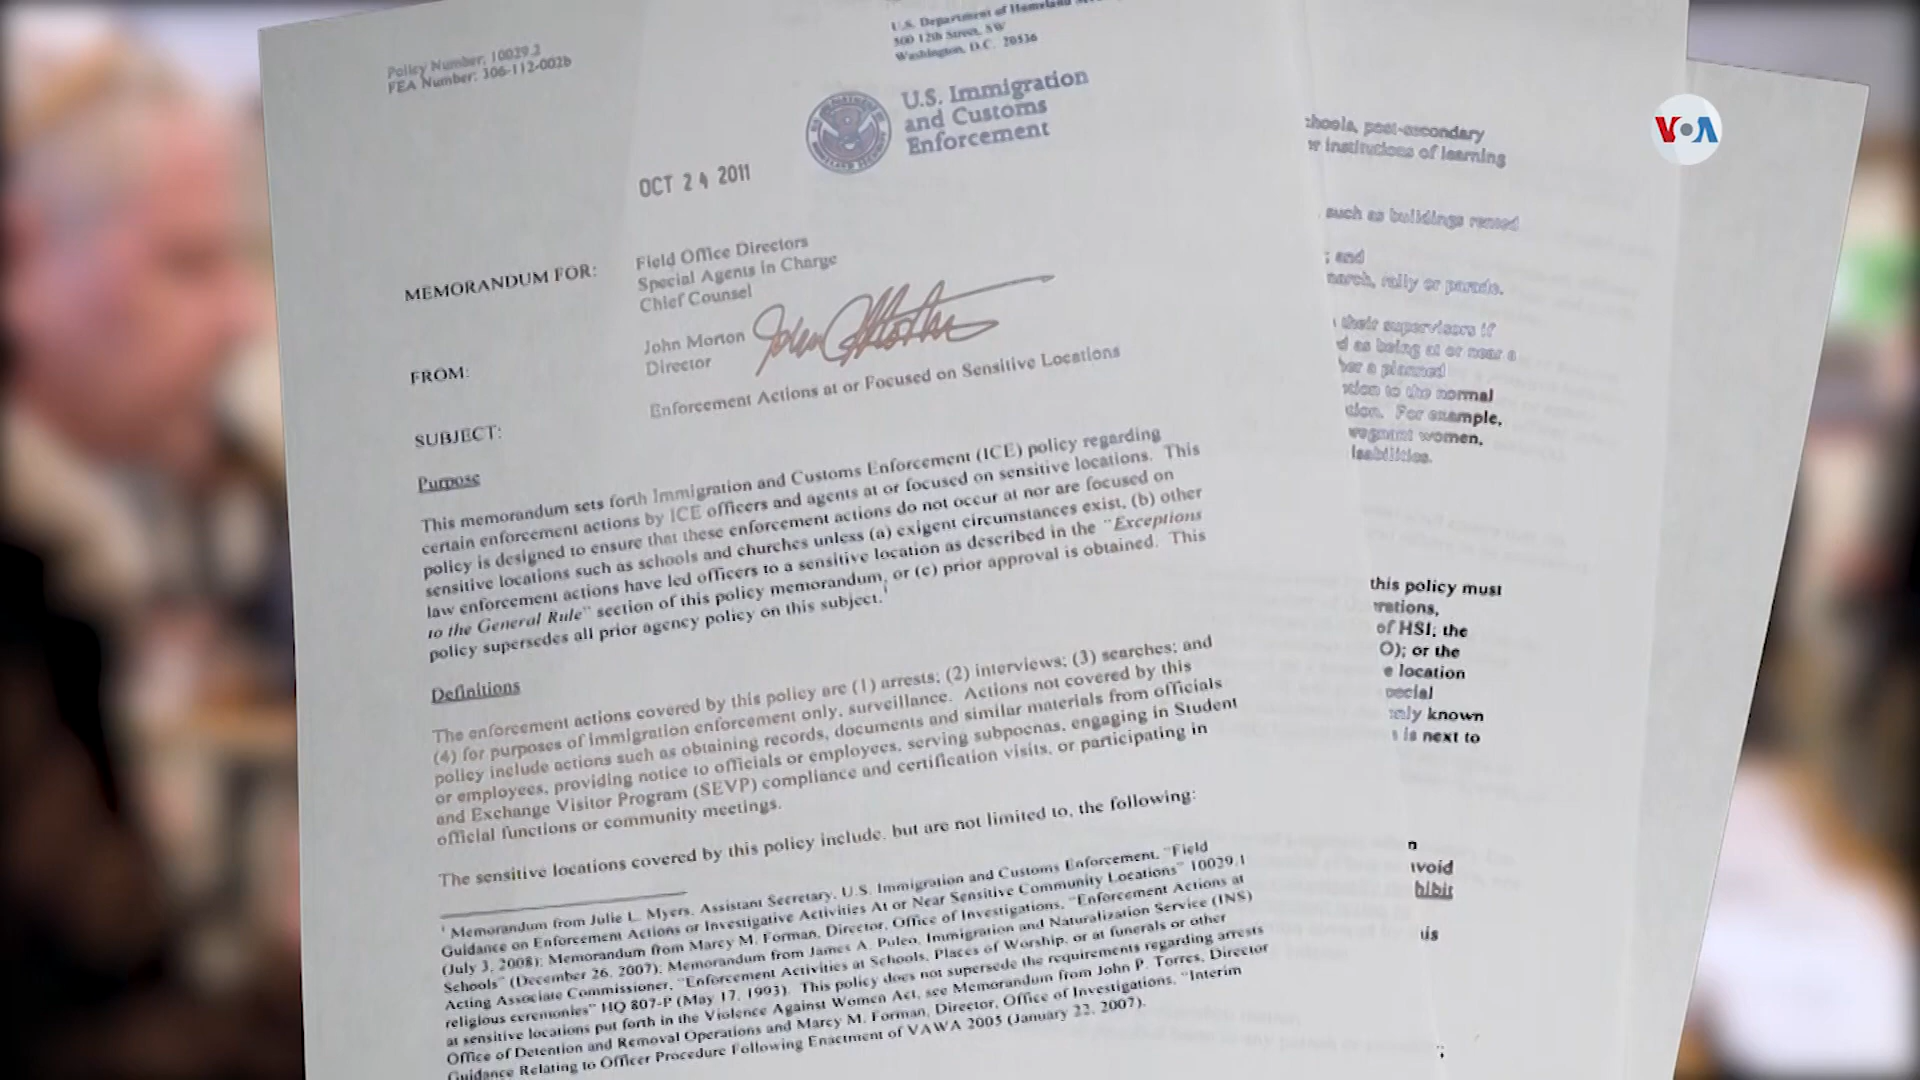 Policy Number: 10029.2
FEA Number: 306-112-002b
U.S. Department of Homeland
500 12th Street, SW
Washington, D.C. 20536
U.S. Immigration
and Customs
Enforcement
OCT 24 2011
MEMORANDUM FOR:
Field Office Directors
Special Agents in Charge
Chief Counsel
FROM:
John Morton
Director
SUBJECT:
Enforcement Actions at or Focused on Sensitive Locations
Purpose
This memorandum sets forth Immigration and Customs Enforcement (ICE) policy regarding
certain enforcement actions by ICE officers and agents at or focused on sensitive locations. This
policy is designed to ensure that these enforcement actions do not occur at nor are focused on
sensitive locations such as schools and churches unless (a) exigent circumstances exist, (b) other
law enforcement actions have led officers to a sensitive location as described in the "Exceptions
to the General Rule" section of this policy memorandum, or (c) prior approval is obtained. This
policy supersedes all prior agency policy on this subject.1
Definitions
The enforcement actions covered by this policy are (1) arrests; (2) interviews; (3) searches; and
(4) for purposes of immigration enforcement only, surveillance. Actions not covered by this
policy include actions such as obtaining records, documents and similar materials from officials
or employees, providing notice to officials or employees, serving subpoenas, engaging in Student
and Exchange Visitor Program (SEVP) compliance and certification visits, or participating in
official functions or community meetings.
The sensitive locations covered by this policy include, but are not limited to, the following:
1 Memorandum from Julie L. Myers, Assistant Secretary, U.S. Immigration and Customs Enforcement, "Field
Guidance on Enforcement Actions or Investigative Activities At or Near Sensitive Community Locations" 10029.1
(July 3, 2008); Memorandum from Marcy M. Forman, Director, Office of Investigations, "Enforcement Actions at
Schools" (December 26, 2007); Memorandum from James A. Puleo, Immigration and Naturalization Service (INS)
Acting Associate Commissioner, "Enforcement Activities at Schools, Places of Worship, or at funerals or other
religious ceremonies" HQ 807-P (May 17, 1993). This policy does not supersede the requirements regarding arrests
at sensitive locations put forth in the Violence Against Women Act, see Memorandum from John P. Torres, Director
Office of Detention and Removal Operations and Marcy M. Forman, Director, Office of Investigations, "Interim
Guidance Relating to Officer Procedure Following Enactment of VAWA 2005 (January 22, 2007).
post-secondary
institutions of learning
such as buildings rented
; and
rally or parade.
their supervisors if
as being at or near a
a planned
to the normal
For example,
women,
this policy must
of HSI; the
O); or the
location
known
is next to
VOA